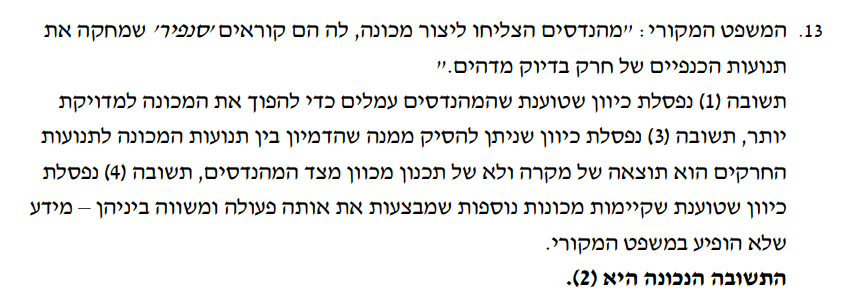 13. המשפט המקורי: "מהנדסים הצליחו ליצור מכונה, לה הם קוראים 'סנפיר' שמחקה את
תנועות הכנפיים של חרק בדיוק מדהים."
תשובה (1) נפסלת כיוון שטוענת שהמהנדסים עמלים כדי להפוך את המכונה למדויקת
יותר, תשובה (3) נפסלת כיוון שניתן להסיק ממנה שהדמיון בין תנועות המכונה לתנועות
החרקים הוא תוצאה של מקרה ולא של תכנון מכוון מצד המהנדסים, תשובה (4) נפסלת
כיוון שטוענת שקיימות מכונות נוספות שמבצעות את אותה פעולה ומשווה ביניהן – מידע
שלא הופיע במשפט המקורי.
התשובה הנכונה היא (2).